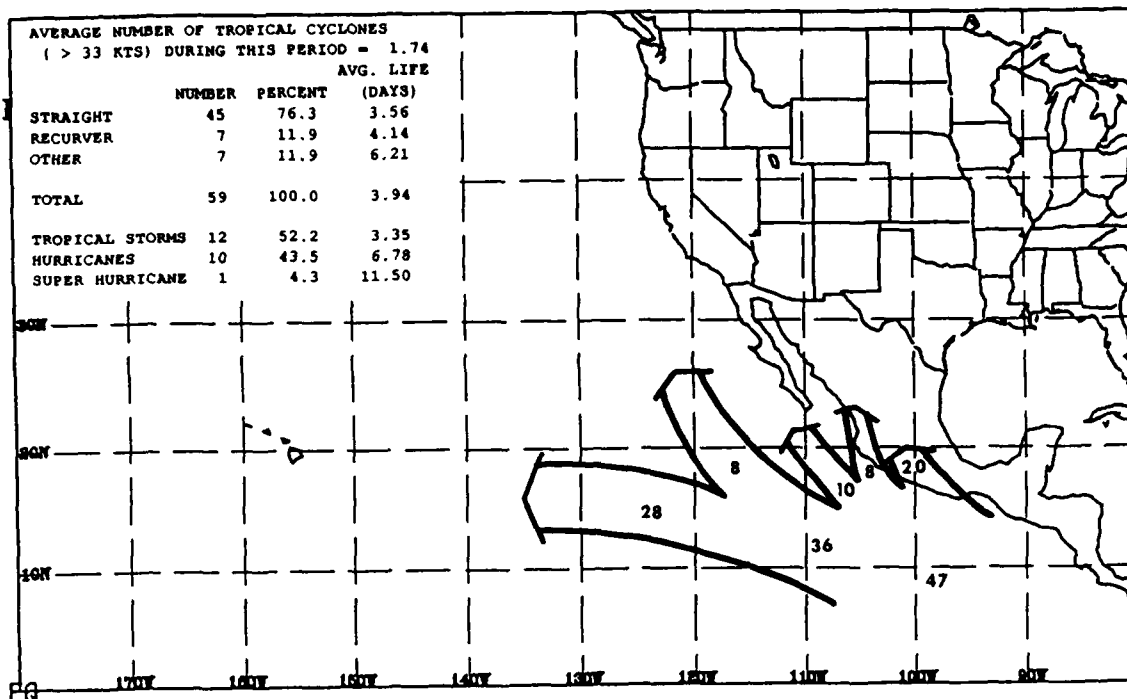 AVERAGE NUMBER OF TROPICAL CYCLONES
( > 33 KTS) DURING THIS PERIOD = 1.74
AVG. LIFE
NUMBER PERCENT (DAYS)
STRAIGHT 45 76.3 3.56
RECURVER 7 11.9 4.14
OTHER 7 11.9 6.21
TOTAL 59 100.0 3.94
TROPICAL STORMS 12 52.2 3.35
HURRICANES 10 43.5 6.78
SUPER HURRICANE 1 4.3 11.50
30N
20N
8 10 8 20
28
36
10N
47
170W 160W 150W 130W 120W 110W 100W 90W